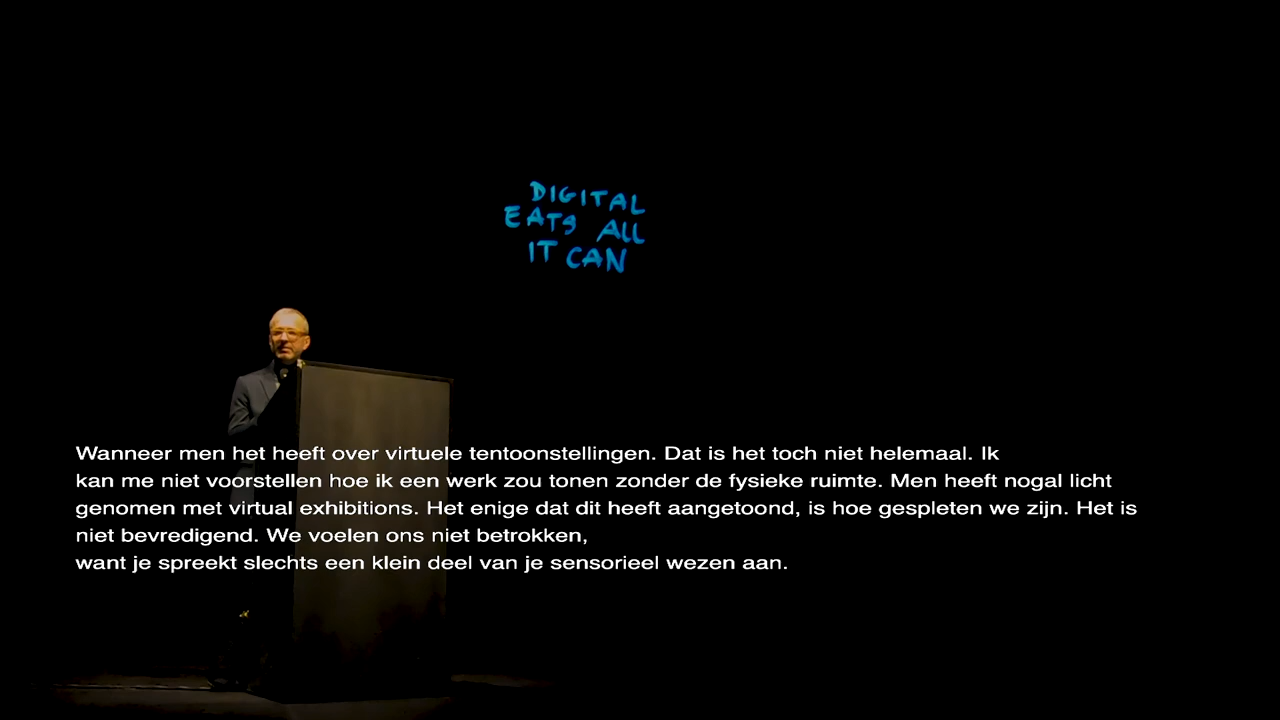 DIGITAL
EATS ALL
IT CAN
Wanneer men het heeft over virtuele tentoonstellingen. Dat is het toch niet helemaal. Ik
kan me niet voorstellen hoe ik een werk zou tonen zonder de fysieke ruimte. Men heeft nogal licht
genomen met virtual exhibitions. Het enige dat dit heeft aangetoond, is hoe gespleten we zijn. Het is
niet bevredigend. We voelen ons niet betrokken,
want je spreekt slechts een klein deel van je sensorieel wezen aan.